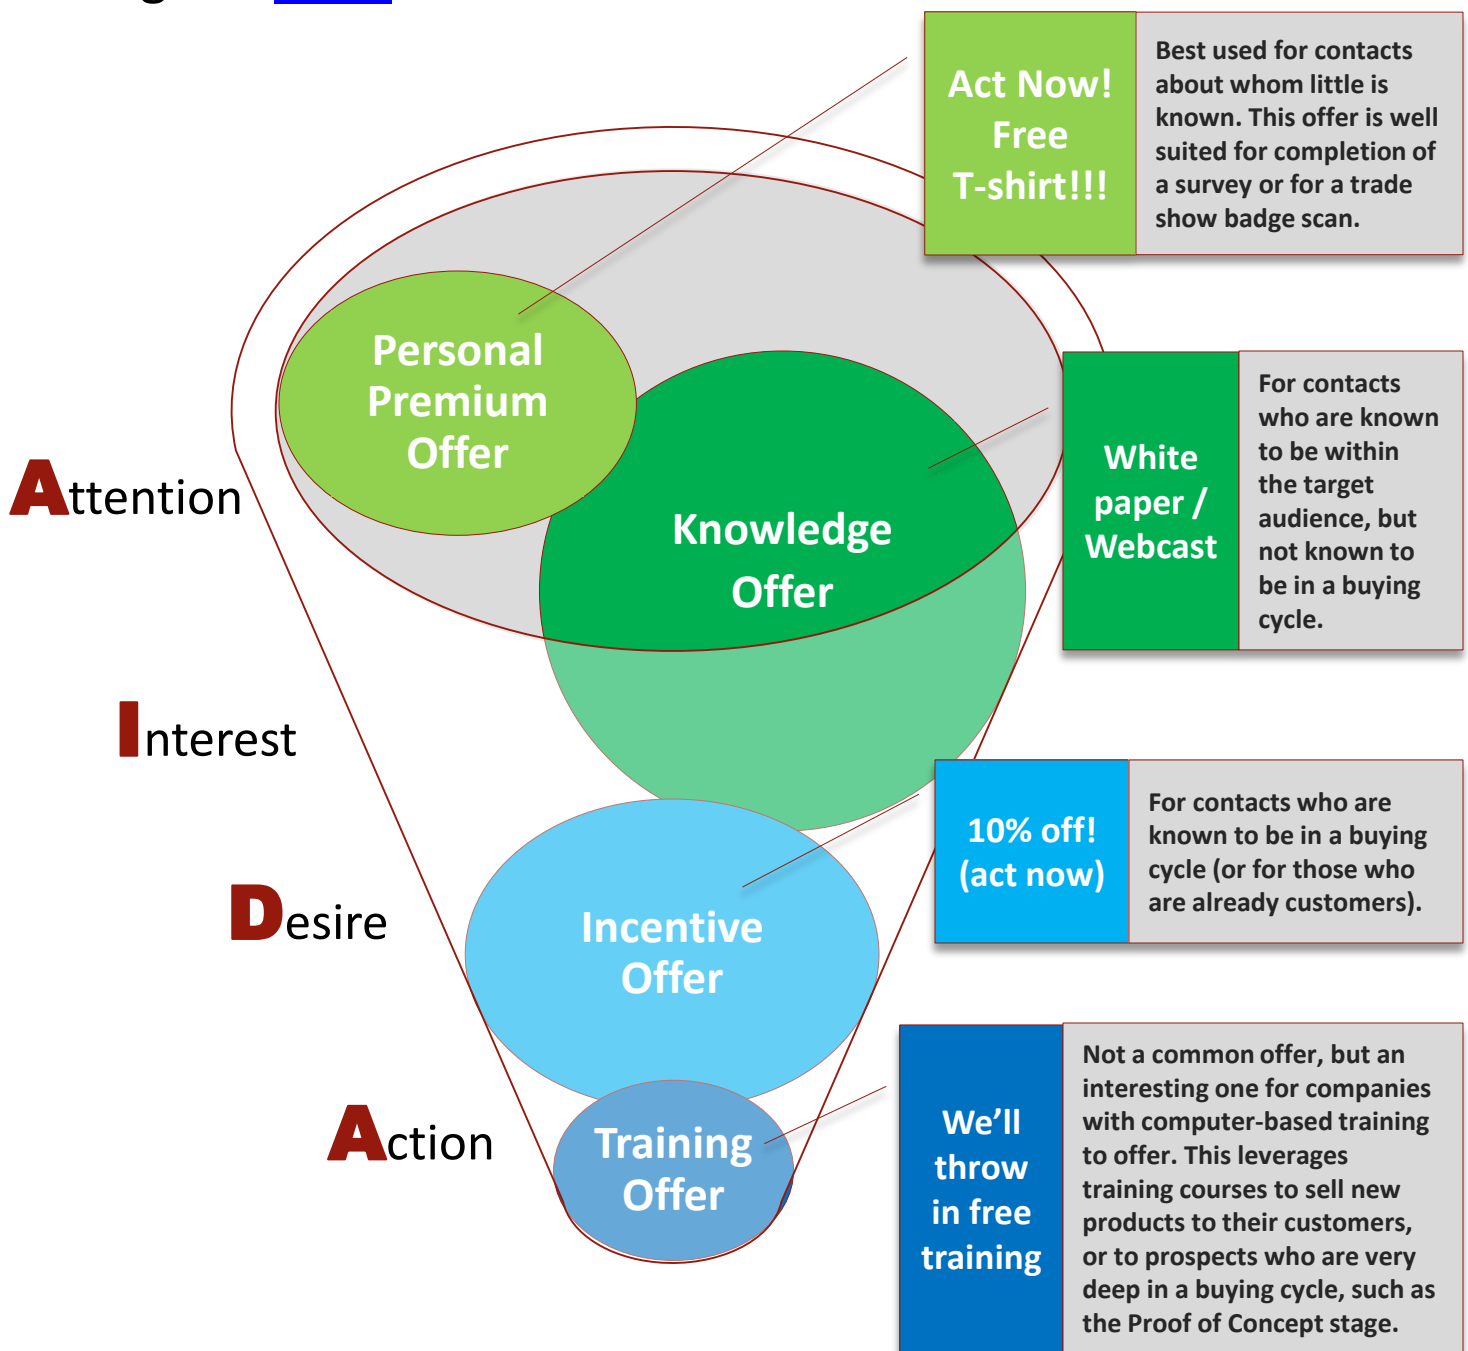 Act Now!
Free
T-shirt!!!
Best used for contacts
about whom little is
known. This offer is well
suited for completion of
a survey or for a trade
show badge scan.
Personal
Premium
Offer
Attention
Knowledge
Offer
White
paper /
Webcast
For contacts
who are known
to be within
the target
audience, but
not known to
be in a buying
cycle.
Interest
10% off!
(act now)
For contacts who are
known to be in a buying
cycle (or for those who
are already customers).
Desire
Incentive
Offer
Action
Training
Offer
We’ll
throw
in free
training
Not a common offer, but an
interesting one for companies
with computer-based training
to offer. This leverages
training courses to sell new
products to their customers,
or to prospects who are very
deep in a buying cycle, such as
the Proof of Concept stage.